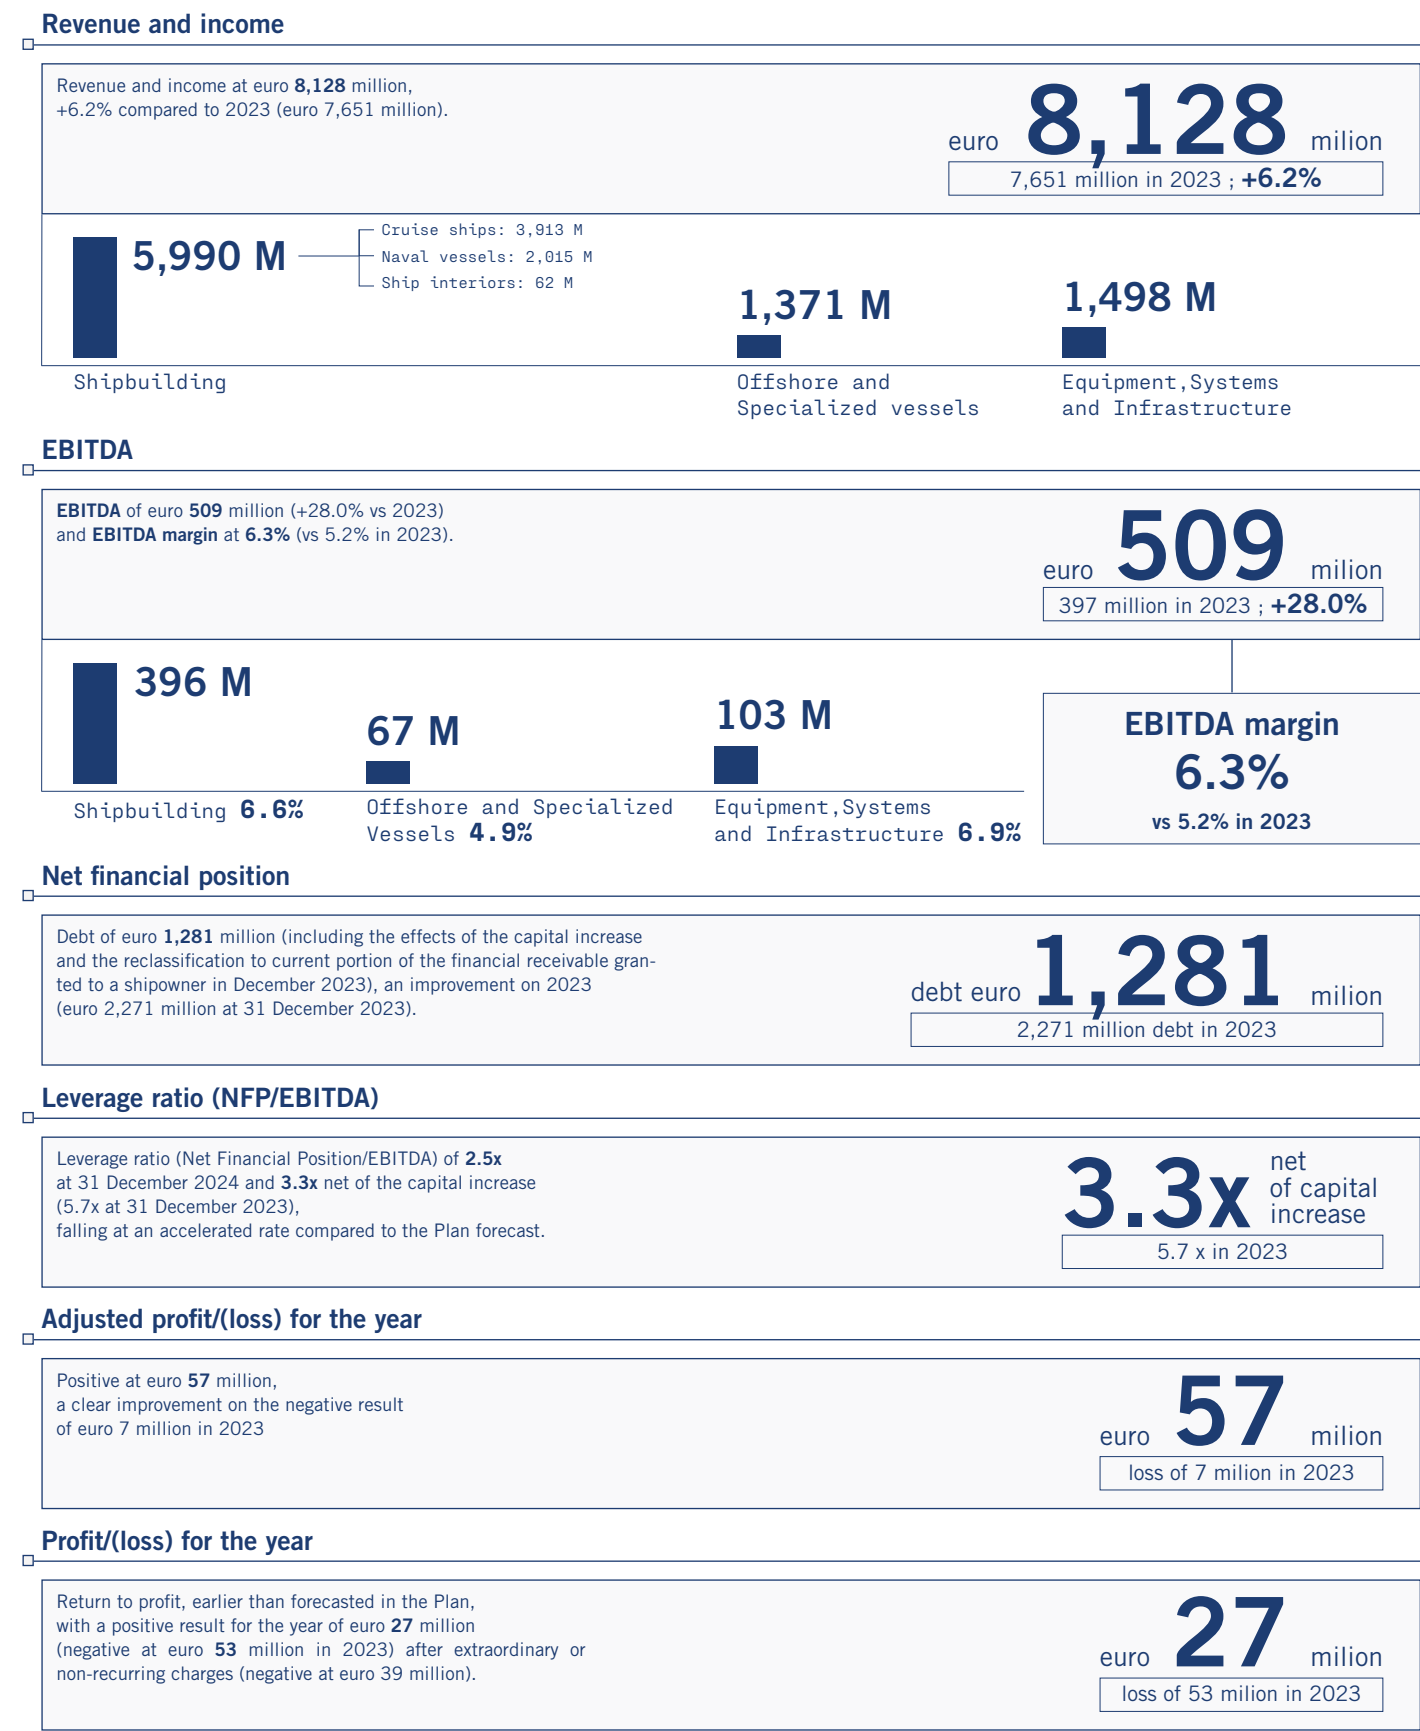 Revenue and income
Revenue and income at euro 8,128 million,
+6.2% compared to 2023 (euro 7,651 million).
euro 8,128 milion
7,651 million in 2023 ; +6.2%
5,990 M
Cruise ships: 3,913 M
Naval vessels: 2,015 M
Ship interiors: 62 M
1,371 M
1,498 M
Shipbuilding
Offshore and
Specialized vessels
Equipment,Systems
and Infrastructure
EBITDA
EBITDA of euro 509 million (+28.0% vs 2023)
and EBITDA margin at 6.3% (vs 5.2% in 2023).
euro 509 milion
397 million in 2023 ; +28.0%
396 M
67 M
103 M
Shipbuilding 6.6%
Offshore and Specialized
Vessels 4.9%
Equipment,Systems
and Infrastructure 6.9%
EBITDA margin
6.3%
vs 5.2% in 2023
Net financial position
Debt of euro 1,281 million (including the effects of the capital increase
and the reclassification to current portion of the financial receivable gran-
ted to a shipowner in December 2023), an improvement on 2023
(euro 2,271 million at 31 December 2023).
debt euro 1,281 milion
2,271 million debt in 2023
Leverage ratio (NFP/EBITDA)
Leverage ratio (Net Financial Position/EBITDA) of 2.5x
at 31 December 2024 and 3.3x net of the capital increase
(5.7x at 31 December 2023),
falling at an accelerated rate compared to the Plan forecast.
3.3x
net
of capital
increase
5.7 x in 2023
Adjusted profit/(loss) for the year
Positive at euro 57 million,
a clear improvement on the negative result
of euro 7 million in 2023
euro 57 milion
loss of 7 milion in 2023
Profit/(loss) for the year
Return to profit, earlier than forecasted in the Plan,
with a positive result for the year of euro 27 million
(negative at euro 53 million in 2023) after extraordinary or
non-recurring charges (negative at euro 39 million).
euro 27 milion
loss of 53 milion in 2023